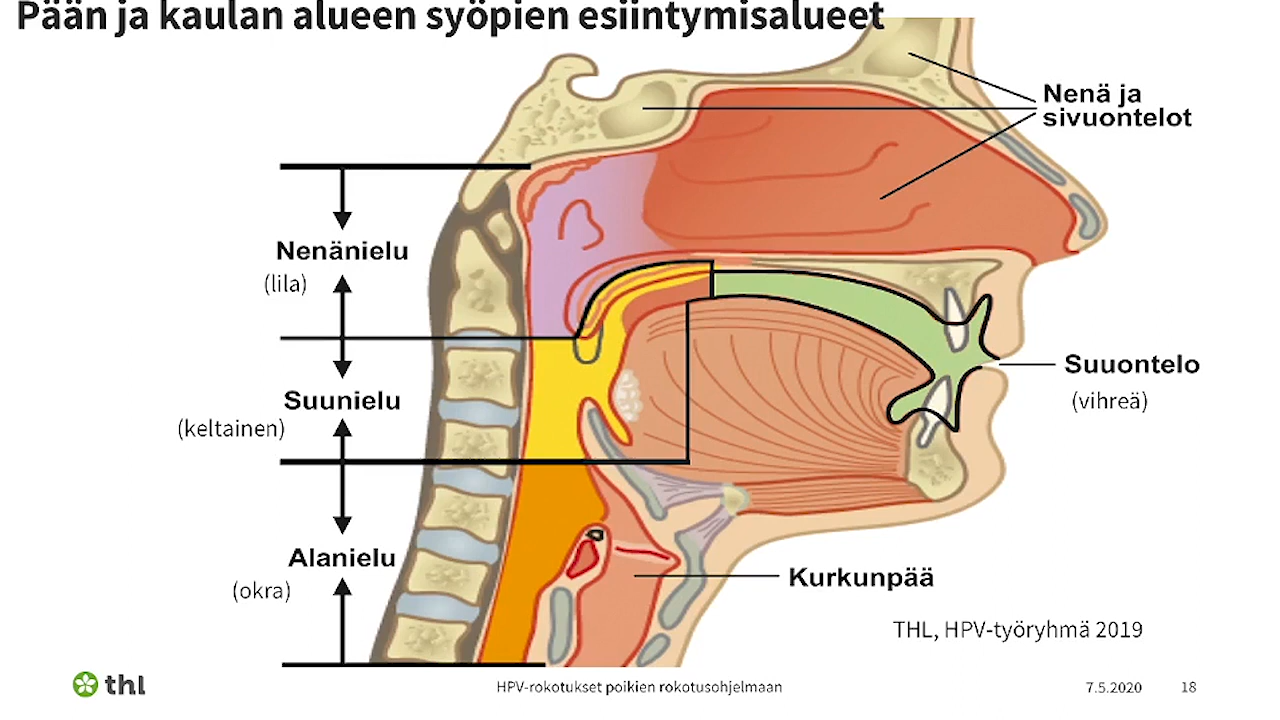 Pään ja kaulan alueen syöpien esiintymisalueet
Nenä ja
sivuontelot
Nenänielu
(lila)
Suunielu
(keltainen)
Suuontelo
(vihreä)
Alanielu
(okra)
Kurkunpää
THL, HPV-työryhmä 2019
thl
HPV-rokotukset poikien rokotusohjelmaan
7.5.2020
18